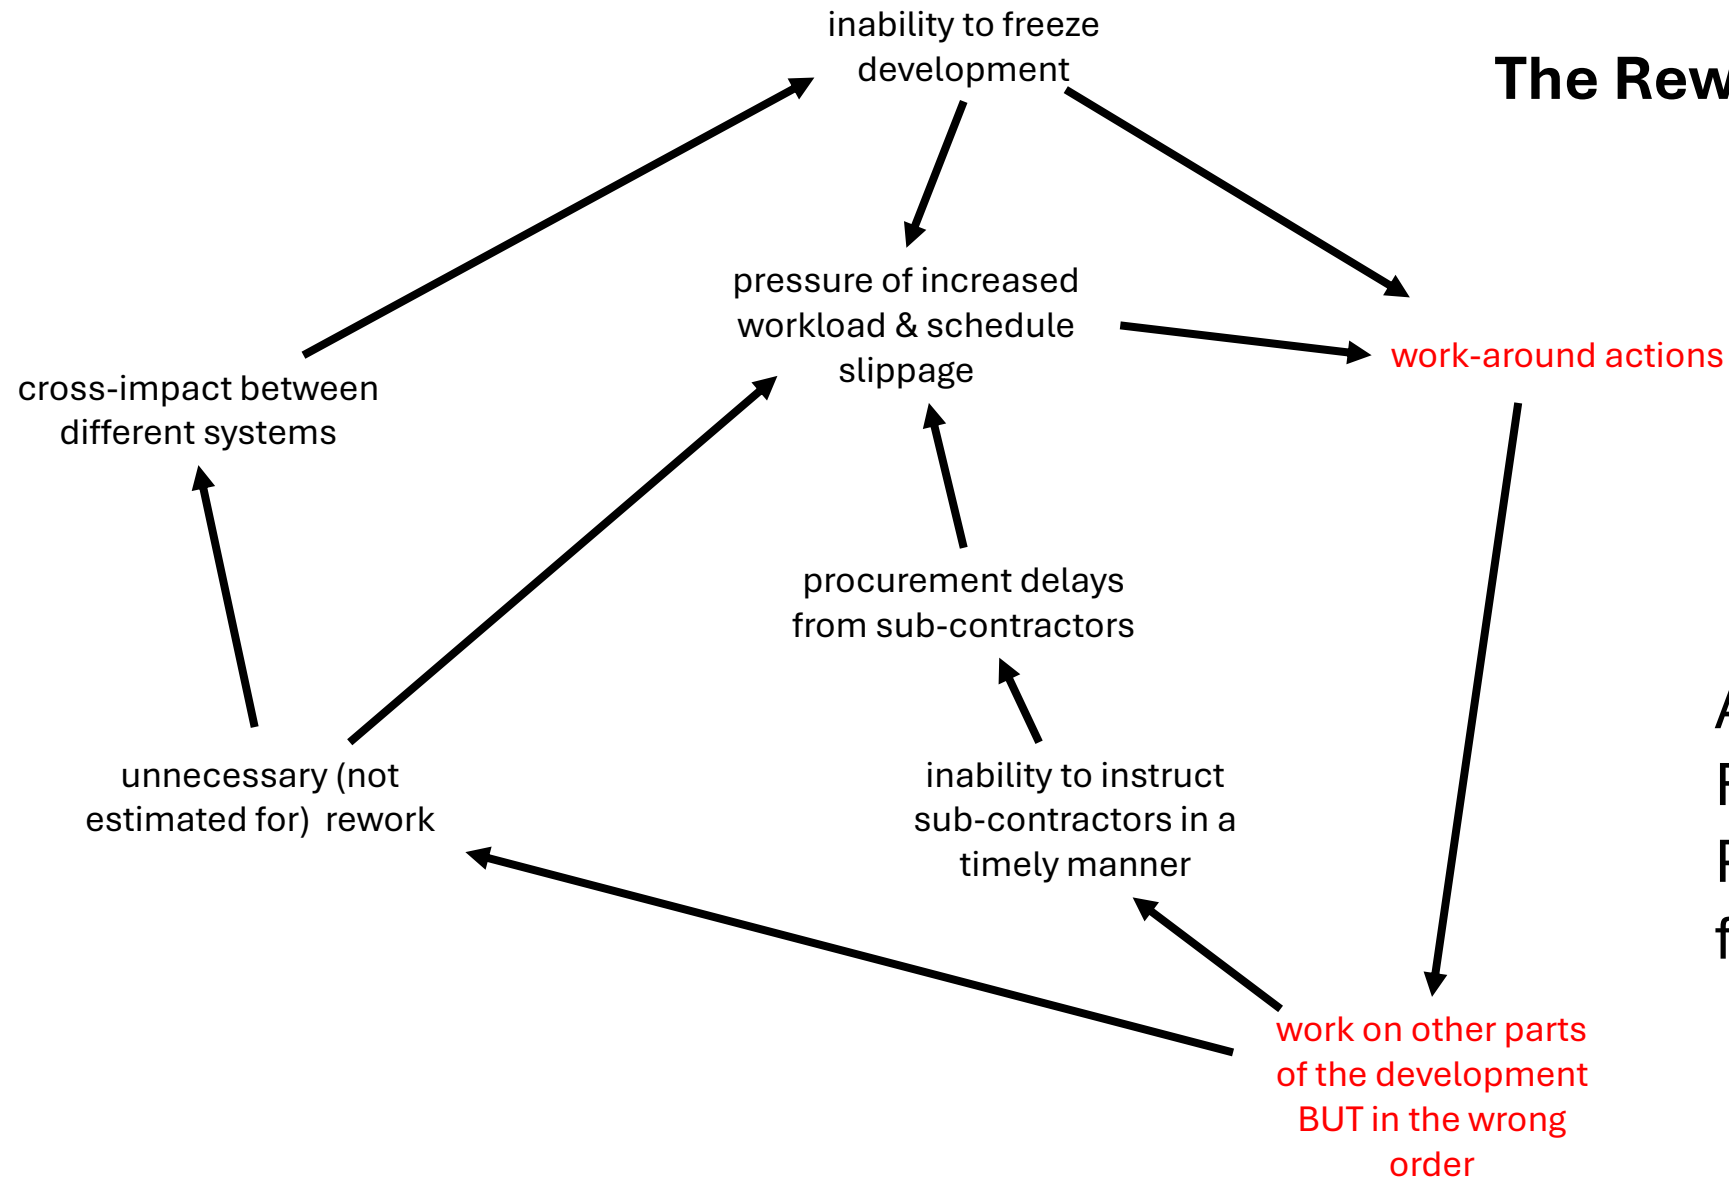 inability to freeze
development
The Rew
pressure of increased
workload & schedule
slippage
work-around actions
cross-impact between
different systems
procurement delays
from sub-contractors
unnecessary (not
estimated for)  rework
inability to instruct
sub-contractors in a
timely manner
work on other parts
of the development
BUT in the wrong
order